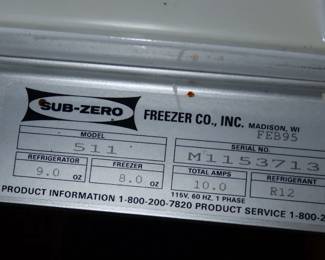 SUB-ZERO FREEZER CO., INC. MADISON, WI
FEB95
MODEL SERIAL NO.
511 M1153713
REFRIGERATOR FREEZER TOTAL AMPS REFRIGERANT
9.0 OZ 8.0 OZ 10.0 R12
115V, 60 HZ, 1 PHASE
PRODUCT INFORMATION 1-800-200-7820 PRODUCT SERVICE 1-800-2